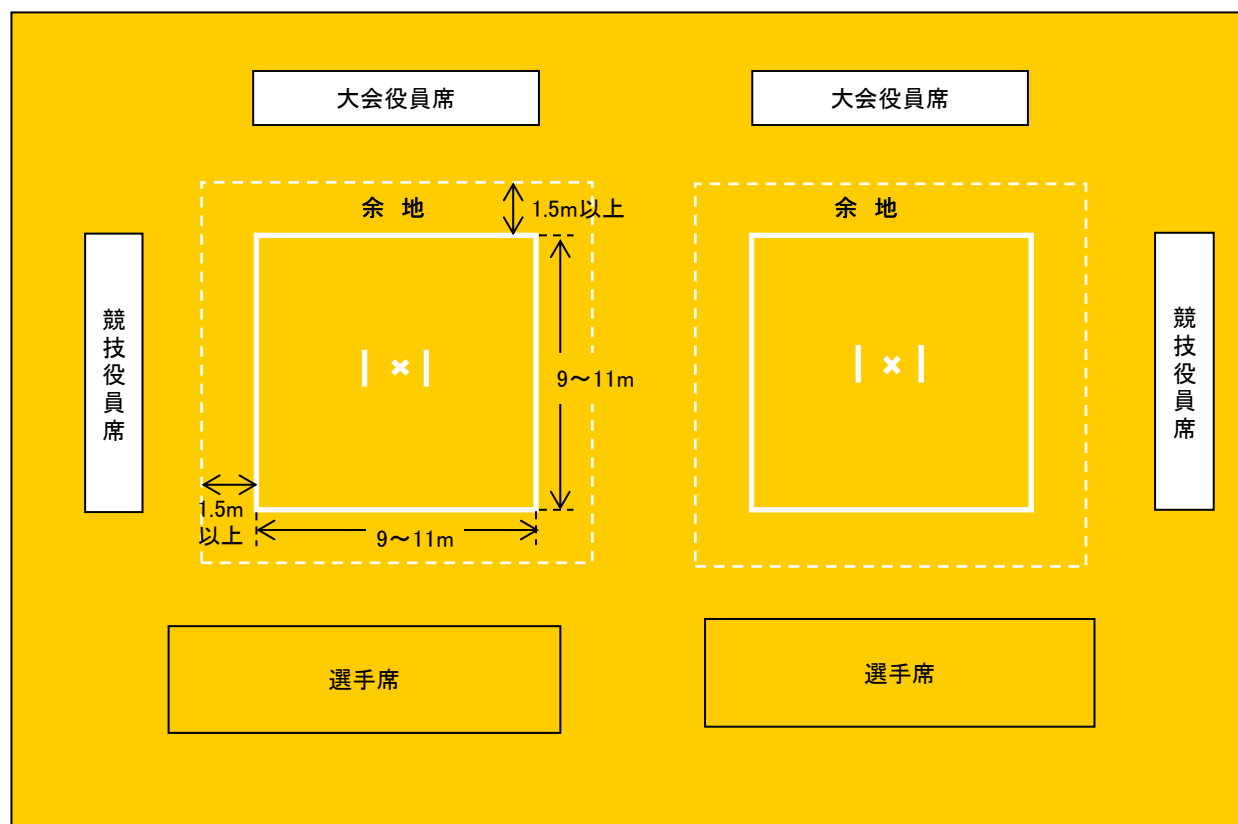 大会役員席
大会役員席
余 地
1.5m以上
余 地
競技役員席
9～11m
競技役員席
1.5m
以上
9～11m
選手席
選手席